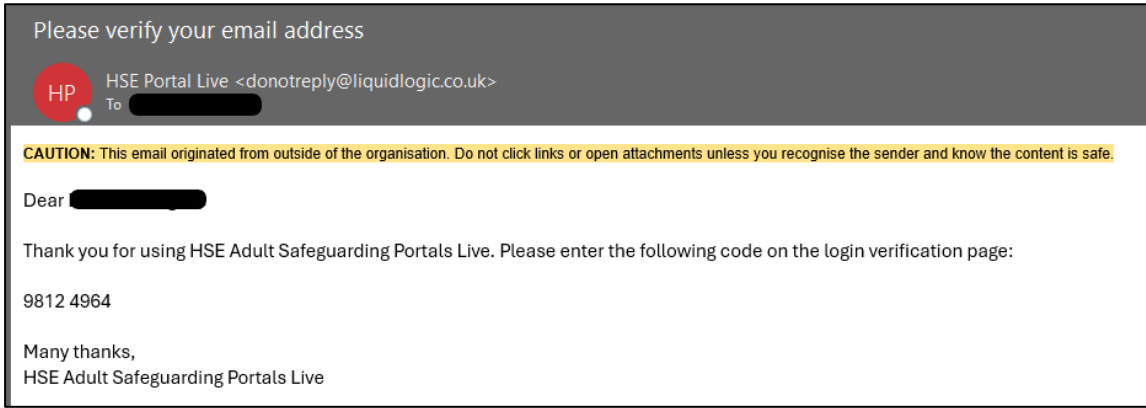 Please verify your email address
HP
HSE Portal Live <donotreply@liquidlogic.co.uk>
To
CAUTION: This email originated from outside of the organisation. Do not click links or open attachments unless you recognise the sender and know the content is safe.
Dear
Thank you for using HSE Adult Safeguarding Portals Live. Please enter the following code on the login verification page:
9812 4964
Many thanks,
HSE Adult Safeguarding Portals Live